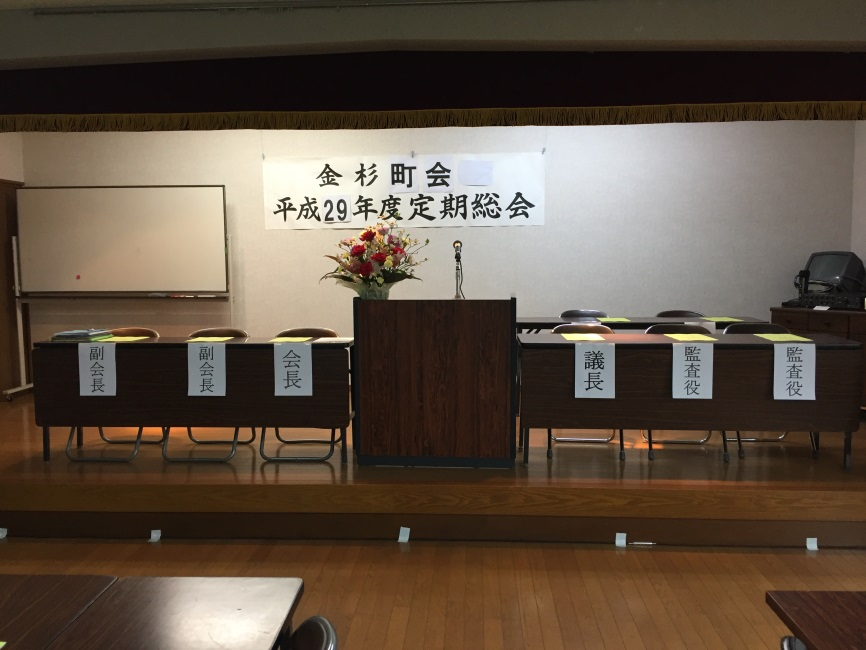 金杉町会
平成29年度定期総会
副会長
副会長
会長
議長
監査役
監査役